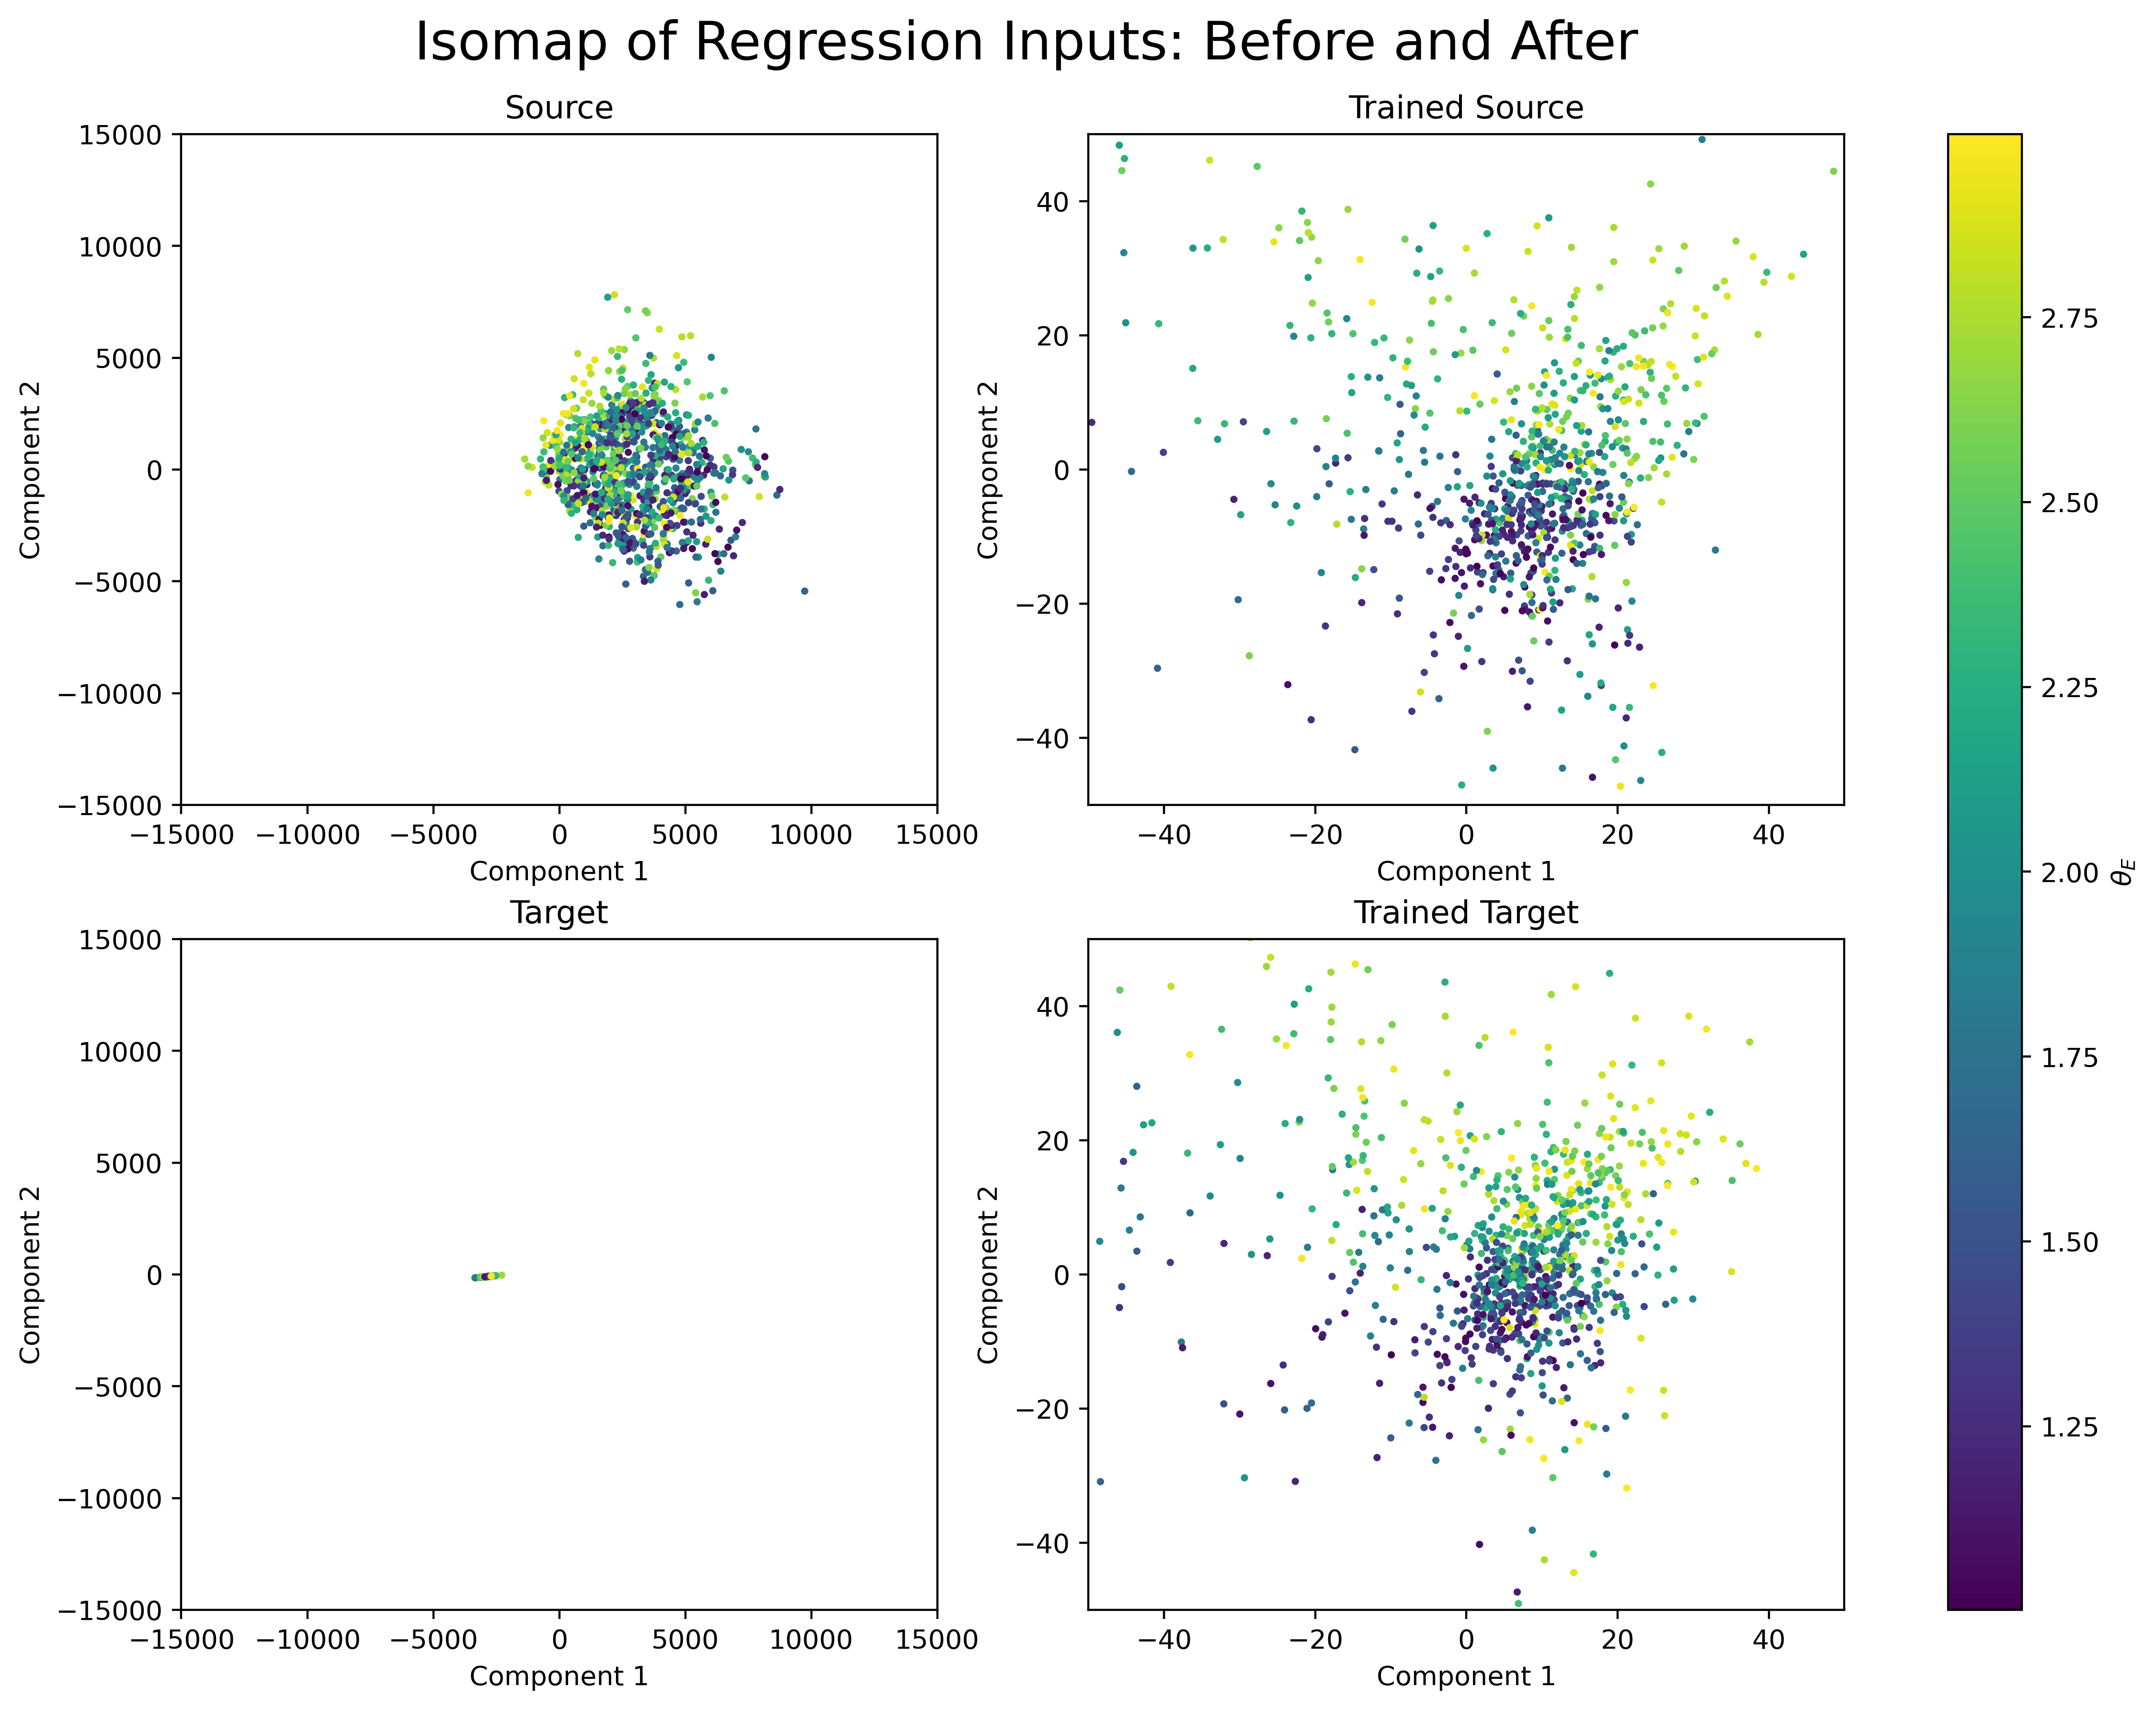 Isomap of Regression Inputs: Before and After
Source
Component 2
15000
10000
5000
0
−5000
−10000
−15000
−15000 −10000 −5000 0 5000 10000 15000
Component 1
Trained Source
Component 2
40
20
0
−20
−40
−40 −20 0 20 40
Component 1
Target
Component 2
15000
10000
5000
0
−5000
−10000
−15000
−15000 −10000 −5000 0 5000 10000 15000
Component 1
Trained Target
Component 2
40
20
0
−20
−40
−40 −20 0 20 40
Component 1
2.75
2.50
2.25
2.00
1.75
1.50
1.25
θ_E